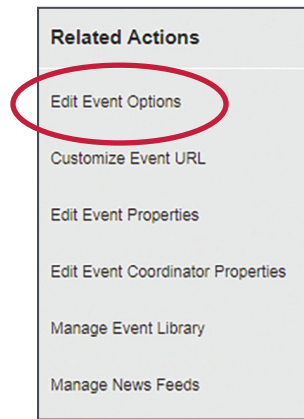 Related Actions
Edit Event Options
Customize Event URL
Edit Event Properties
Edit Event Coordinator Properties
Manage Event Library
Manage News Feeds